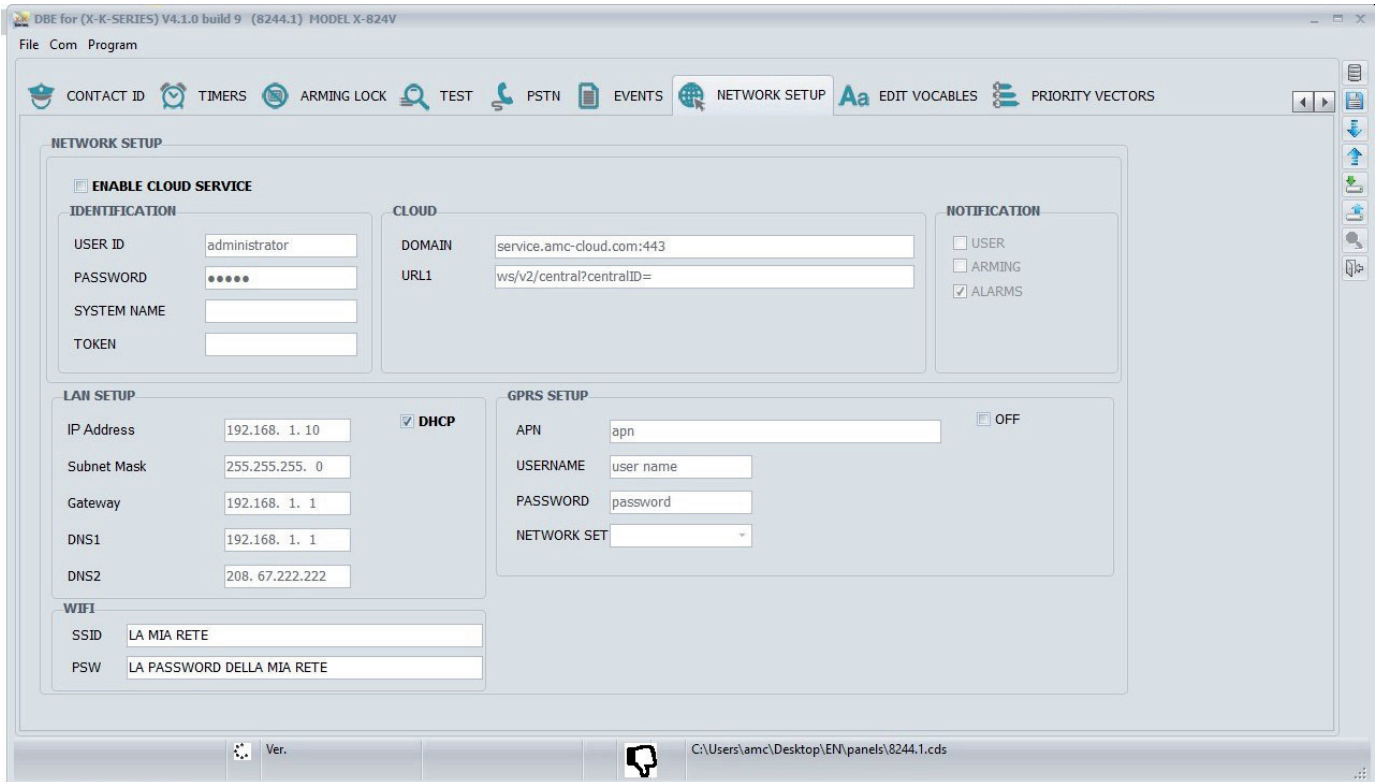 DBE for (X-K-SERIES) V4.1.0 build 9 (8244.1) MODEL X-824V
File Com Program
CONTACT ID TIMERS ARMING LOCK TEST PSTN EVENTS NETWORK SETUP Aa EDIT VOCABLES PRIORITY VECTORS
NETWORK SETUP
ENABLE CLOUD SERVICE
IDENTIFICATION
USER ID administrator
PASSWORD ●●●●●
SYSTEM NAME
TOKEN
CLOUD
DOMAIN service.amc-cloud.com:443
URL1 ws/v2/central?centralID=
NOTIFICATION
USER
ARMING
ALARMS
LAN SETUP
DHCP
IP Address 192.168. 1. 10
Subnet Mask 255.255.255. 0
Gateway 192.168. 1. 1
DNS1 192.168. 1. 1
DNS2 208. 67.222.222
GPRS SETUP
OFF
APN apn
USERNAME user name
PASSWORD password
NETWORK SET
WIFI
SSID LA MIA RETE
PSW LA PASSWORD DELLA MIA RETE
Ver. C:\Users\amc\Desktop\EN\panels\8244.1.cds